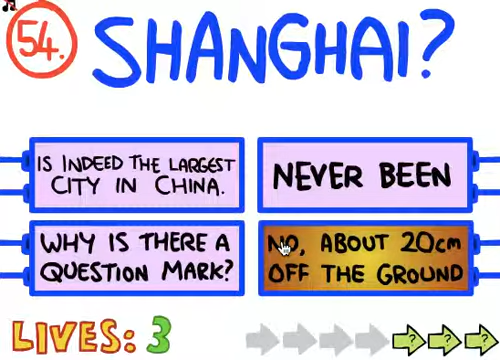 54.
SHANGHAI?
IS INDEED THE LARGEST
CITY IN CHINA.
NEVER BEEN
WHY IS THERE A
QUESTION MARK?
NO, ABOUT 20cm
OFF THE GROUND
LIVES: 3
? ? ?